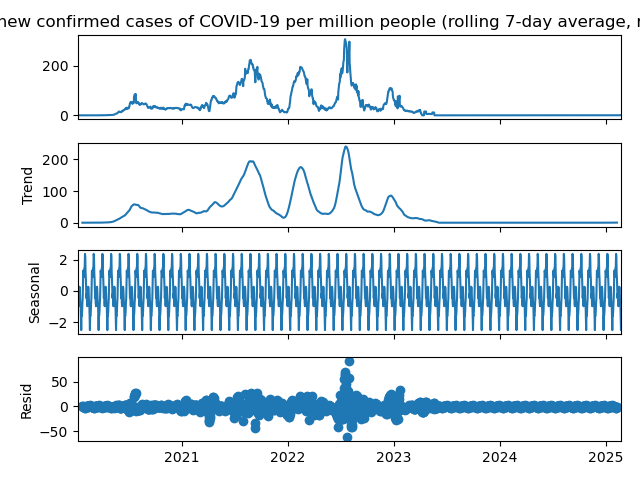 new confirmed cases of COVID-19 per million people (rolling 7-day average,
200
0
Trend
200
100
0
Seasonal
2
0
−2
Resid
50
0
−50
2021 2022 2023 2024 2025